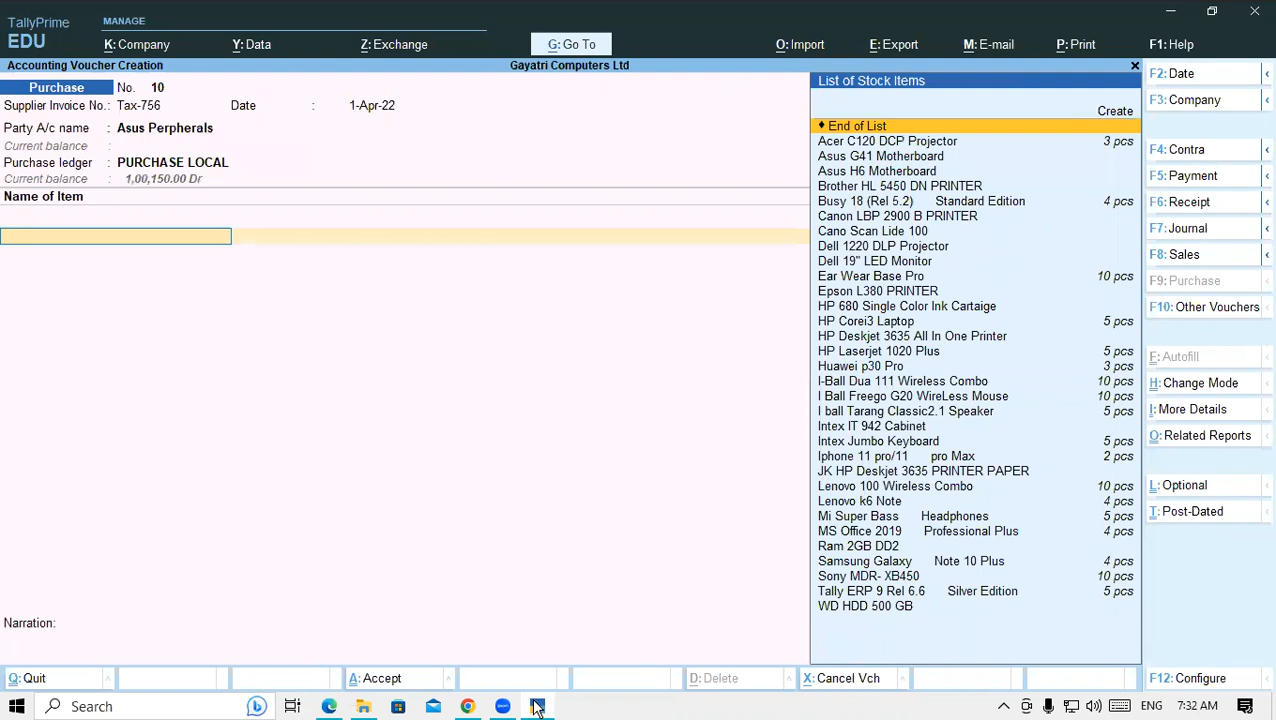 TallyPrime
EDU
MANAGE
K: Company Y: Data Z: Exchange G: Go To O: Import E: Export M: E-mail P: Print F1: Help
Accounting Voucher Creation Gayatri Computers Ltd ×
Purchase No. 10
Supplier Invoice No.: Tax-756 Date : 1-Apr-22
Party A/c name : Asus Perpherals
Current balance :
Purchase ledger : PURCHASE LOCAL
Current balance : 1,00,150.00 Dr
Name of Item
Narration:
List of Stock Items
Create
♦ End of List
Acer C120 DCP Projector 3 pcs
Asus G41 Motherboard
Asus H6 Motherboard
Brother HL 5450 DN PRINTER
Busy 18 (Rel 5.2) Standard Edition 4 pcs
Canon LBP 2900 B PRINTER
Cano Scan Lide 100
Dell 1220 DLP Projector
Dell 19" LED Monitor
Ear Wear Base Pro 10 pcs
Epson L380 PRINTER
HP 680 Single Color Ink Cartaige
HP Corei3 Laptop 5 pcs
HP Deskjet 3635 All In One Printer
HP Laserjet 1020 Plus 5 pcs
Huawei p30 Pro 3 pcs
I-Ball Dua 111 Wireless Combo 10 pcs
I Ball Freego G20 WireLess Mouse 10 pcs
I ball Tarang Classic2.1 Speaker 5 pcs
Intex IT 942 Cabinet
Intex Jumbo Keyboard 5 pcs
Iphone 11 pro/11 pro Max 2 pcs
JK HP Deskjet 3635 PRINTER PAPER
Lenovo 100 Wireless Combo 10 pcs
Lenovo k6 Note 4 pcs
Mi Super Bass Headphones 5 pcs
MS Office 2019 Professional Plus 4 pcs
Ram 2GB DD2
Samsung Galaxy Note 10 Plus 4 pcs
Sony MDR- XB450 10 pcs
Tally ERP 9 Rel 6.6 Silver Edition 5 pcs
WD HDD 500 GB
F2: Date
F3: Company
F4: Contra
F5: Payment
F6: Receipt
F7: Journal
F8: Sales
F9: Purchase
F10: Other Vouchers
E: Autofill
H: Change Mode
I: More Details
O: Related Reports
L: Optional
T: Post-Dated
Q: Quit A: Accept D: Delete X: Cancel Vch F12: Configure
Search 7:32 AM